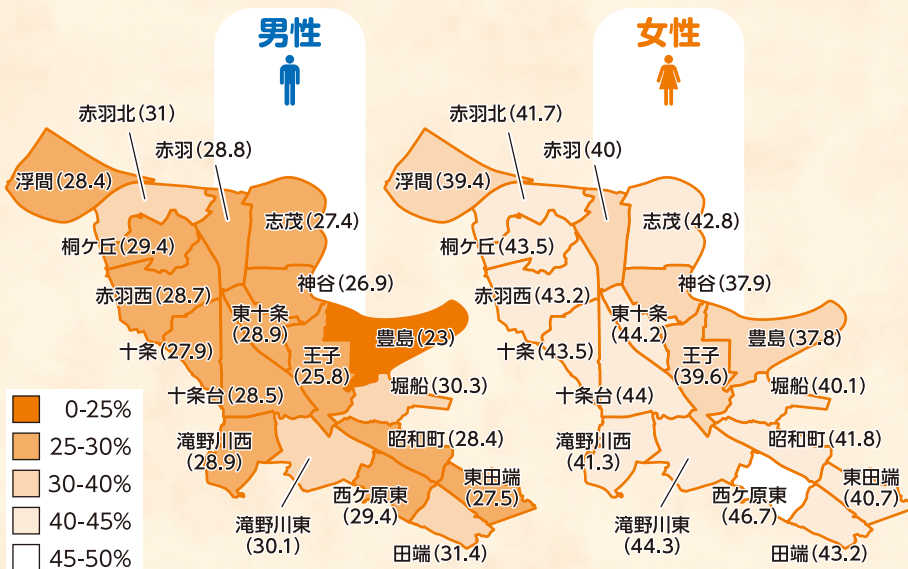 男性
赤羽北(31)
赤羽(28.8)
浮間(28.4)
志茂(27.4)
桐ケ丘(29.4)
神谷(26.9)
赤羽西(28.7)
東十条
(28.9)
豊島(23)
十条(27.9)
王子
(25.8)
堀船(30.3)
十条台(28.5)
昭和町(28.4)
滝野川西
(28.9)
東田端
(27.5)
西ケ原東
(29.4)
滝野川東
(30.1)
田端(31.4)
女性
赤羽北(41.7)
赤羽(40)
浮間(39.4)
志茂(42.8)
桐ケ丘(43.5)
神谷(37.9)
赤羽西(43.2)
東十条
(44.2)
豊島(37.8)
十条(43.5)
王子
(39.6)
堀船(40.1)
十条台(44)
昭和町(41.8)
滝野川西
(41.3)
東田端
(40.7)
西ケ原東
(46.7)
滝野川東
(44.3)
田端(43.2)
0-25%
25-30%
30-40%
40-45%
45-50%